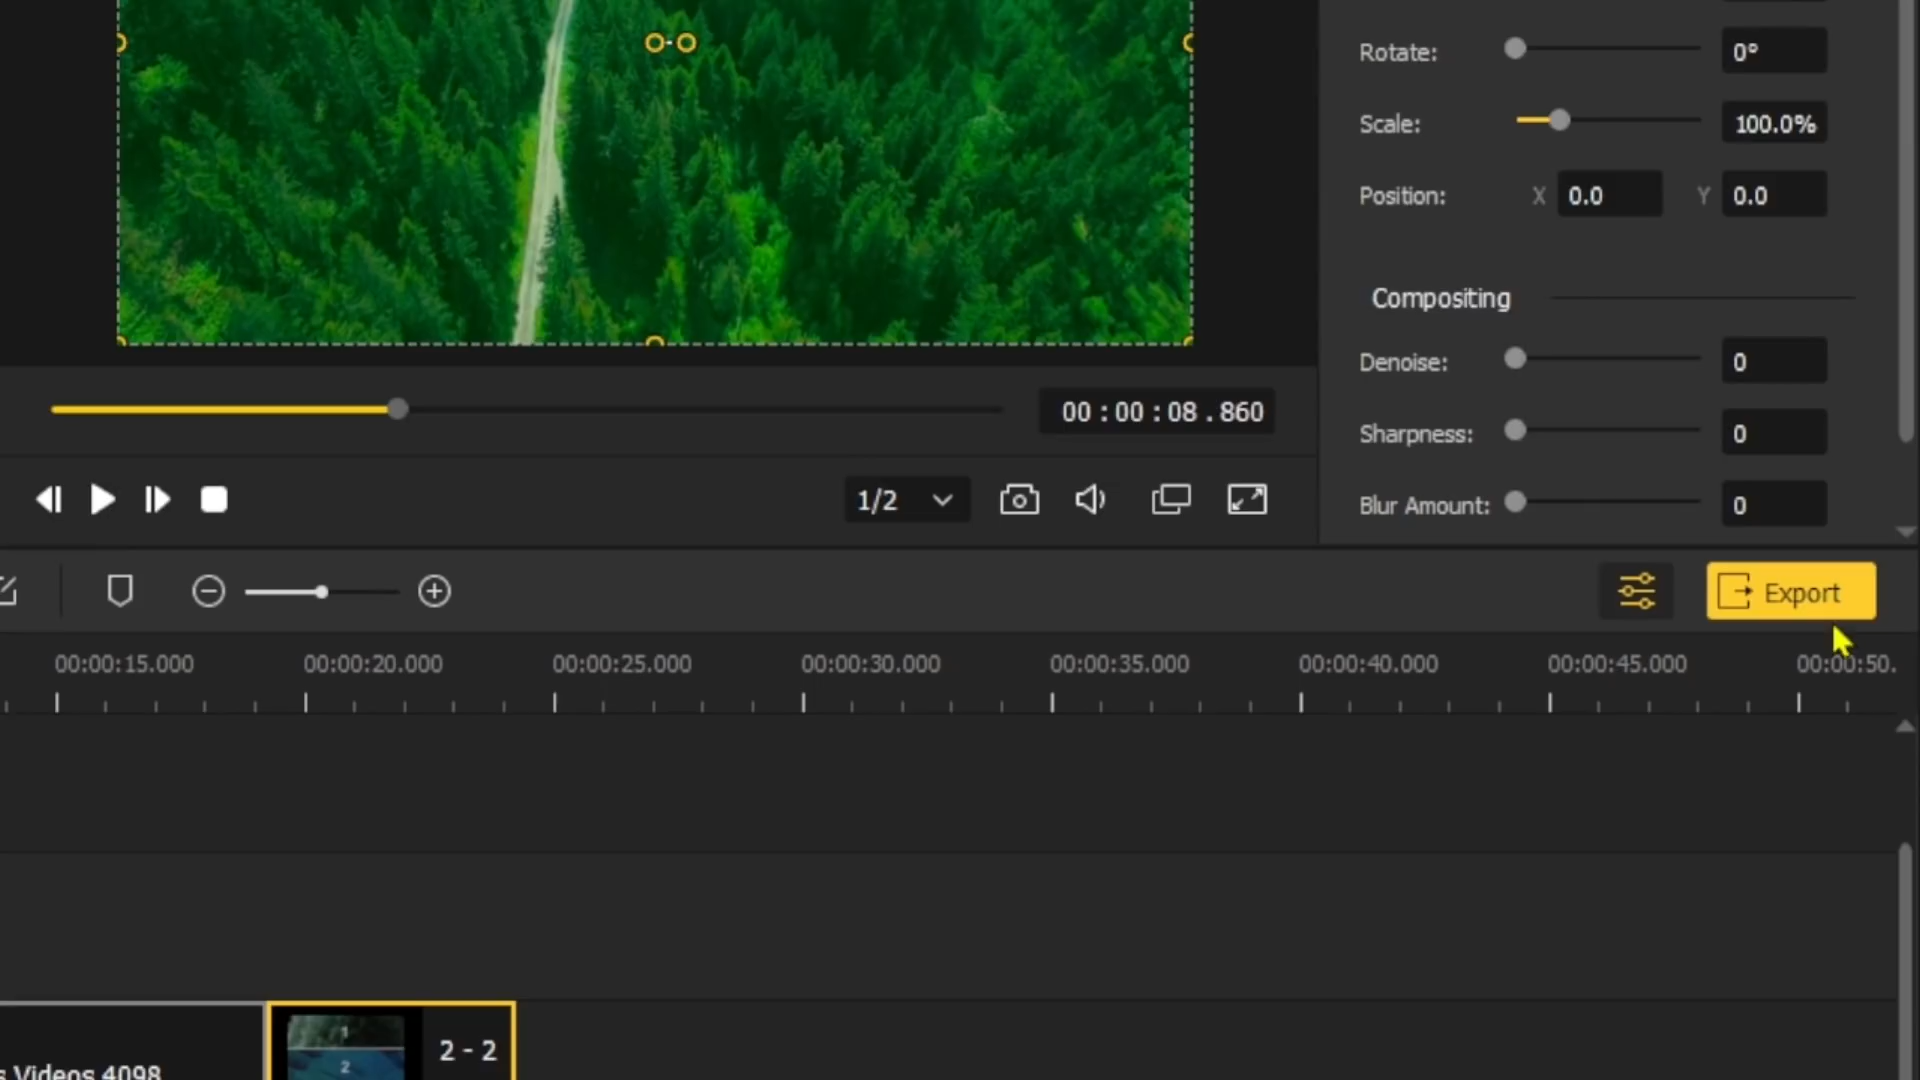 Rotate: 0°
Scale: 100.0%
Position: X 0.0 Y 0.0
Compositing
Denoise: 0
00 : 00 : 08 . 860
Sharpness: 0
1/2
Blur Amount: 0
Export
00:00:15.000 00:00:20.000 00:00:25.000 00:00:30.000 00:00:35.000 00:00:40.000 00:00:45.000 00:00:50.
1
2 - 2
2
s Videos 4098